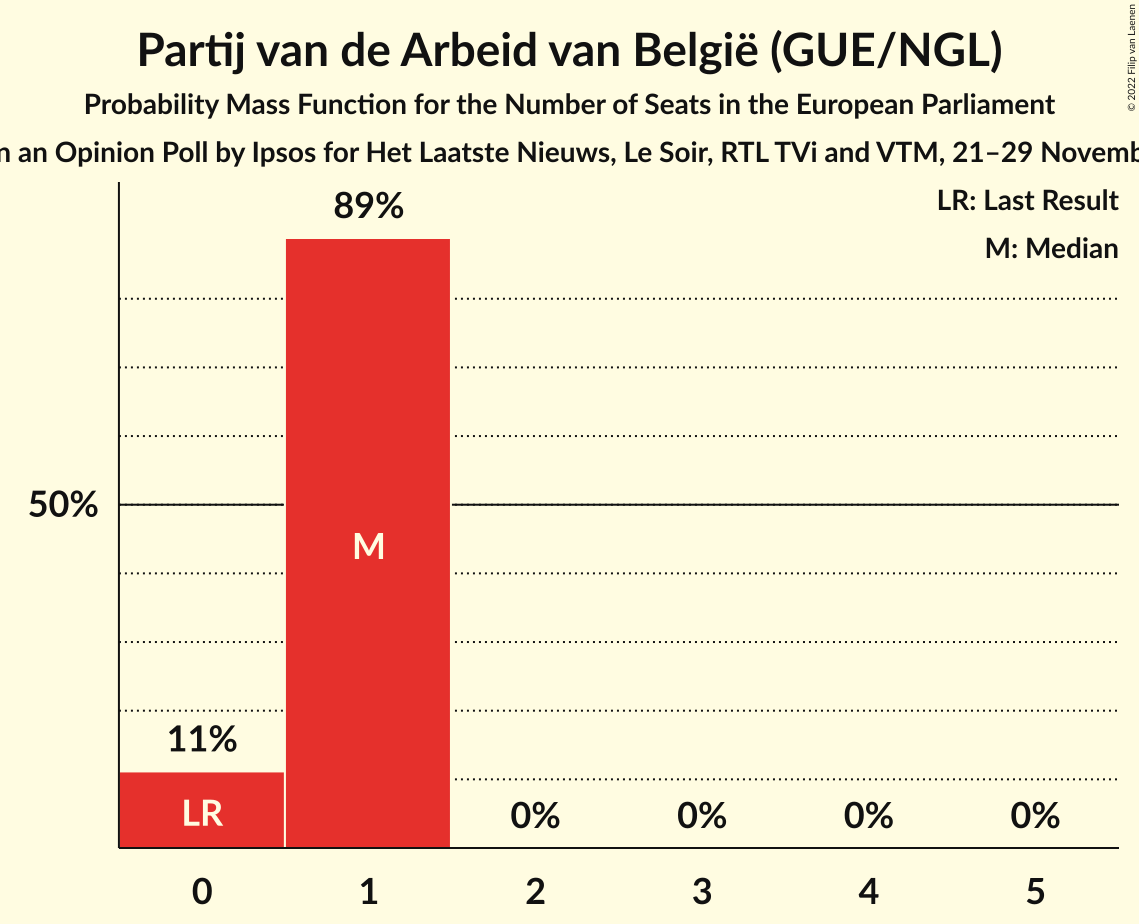 Partij van de Arbeid van België (GUE/NGL)
Probability Mass Function for the Number of Seats in the European Parliament
an Opinion Poll by Ipsos for Het Laatste Nieuws, Le Soir, RTL TVi and VTM, 21–29
© 2022 Filip van Laenen
LR: Last Result
M: Median
89%
50%
M
11%
LR
0% 0% 0% 0%
0 1 2 3 4 5